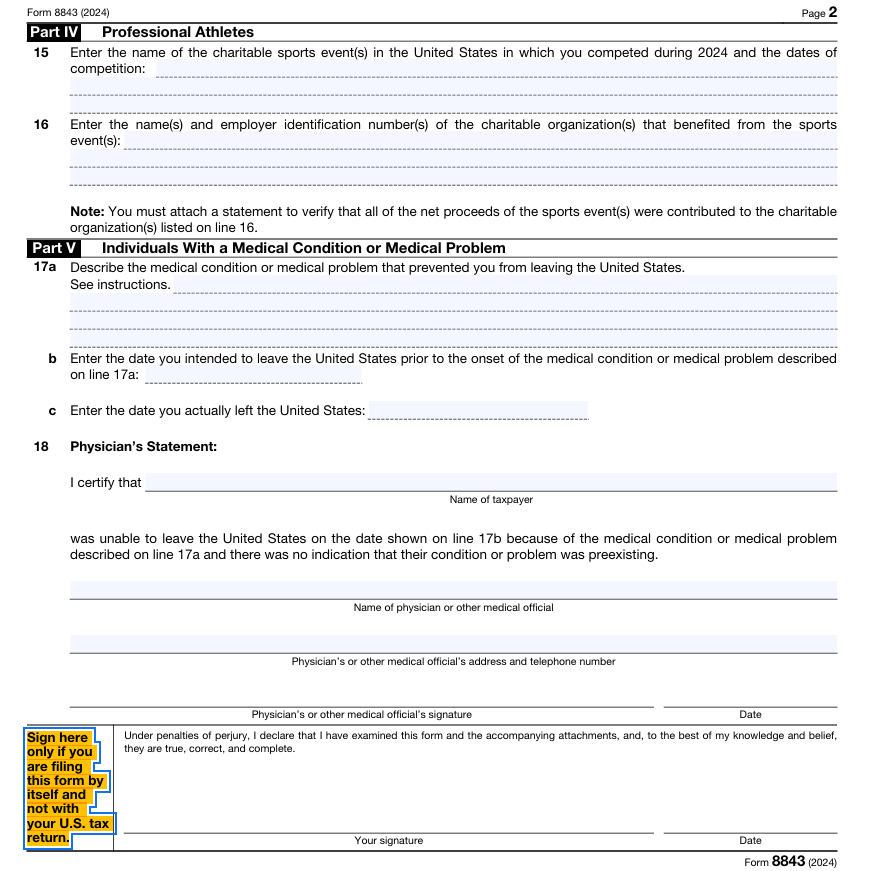 Form 8843 (2024) Page 2
Part IV Professional Athletes
15 Enter the name of the charitable sports event(s) in the United States in which you competed during 2024 and the dates of
competition:
16 Enter the name(s) and employer identification number(s) of the charitable organization(s) that benefited from the sports
event(s):
Note: You must attach a statement to verify that all of the net proceeds of the sports event(s) were contributed to the charitable
organization(s) listed on line 16.
Part V Individuals With a Medical Condition or Medical Problem
17a Describe the medical condition or medical problem that prevented you from leaving the United States.
See instructions.
b Enter the date you intended to leave the United States prior to the onset of the medical condition or medical problem described
on line 17a:
c Enter the date you actually left the United States:
18 Physician's Statement:
I certify that
Name of taxpayer
was unable to leave the United States on the date shown on line 17b because of the medical condition or medical problem
described on line 17a and there was no indication that their condition or problem was preexisting.
Name of physician or other medical official
Physician's or other medical official's address and telephone number
Physician's or other medical official's signature Date
Sign here
only if you
are filing
this form by
itself and
not with
your U.S. tax
return.
Under penalties of perjury, I declare that I have examined this form and the accompanying attachments, and, to the best of my knowledge and belief,
they are true, correct, and complete.
Your signature Date
Form 8843 (2024)